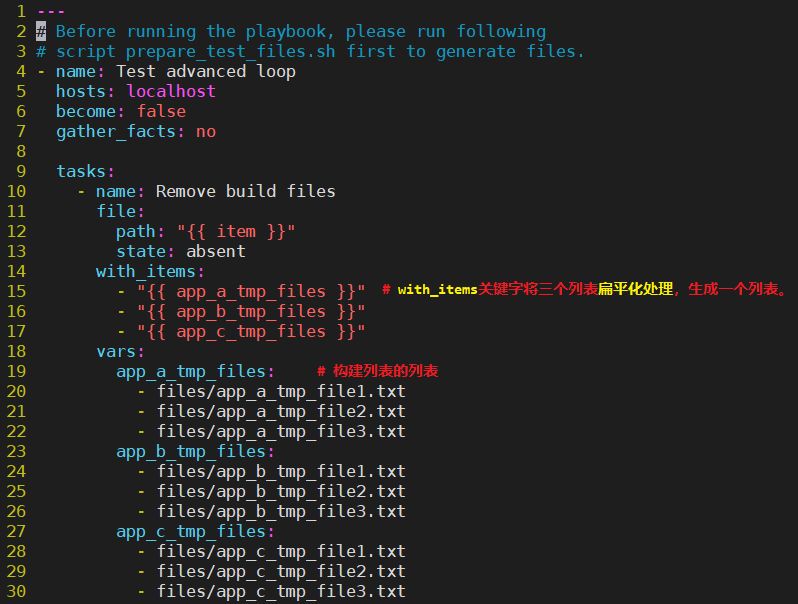 1 ---
2 # Before running the playbook, please run following
3 # script prepare_test_files.sh first to generate files.
4 - name: Test advanced loop
5   hosts: localhost
6   become: false
7   gather_facts: no
8
9   tasks:
10     - name: Remove build files
11       file:
12         path: "{{ item }}"
13         state: absent
14       with_items:
15         - "{{ app_a_tmp_files }}"  # with_items关键字将三个列表扁平化处理，生成一个列表。
16         - "{{ app_b_tmp_files }}"
17         - "{{ app_c_tmp_files }}"
18       vars:
19         app_a_tmp_files:    # 构建列表的列表
20           - files/app_a_tmp_file1.txt
21           - files/app_a_tmp_file2.txt
22           - files/app_a_tmp_file3.txt
23         app_b_tmp_files:
24           - files/app_b_tmp_file1.txt
25           - files/app_b_tmp_file2.txt
26           - files/app_b_tmp_file3.txt
27         app_c_tmp_files:
28           - files/app_c_tmp_file1.txt
29           - files/app_c_tmp_file2.txt
30           - files/app_c_tmp_file3.txt